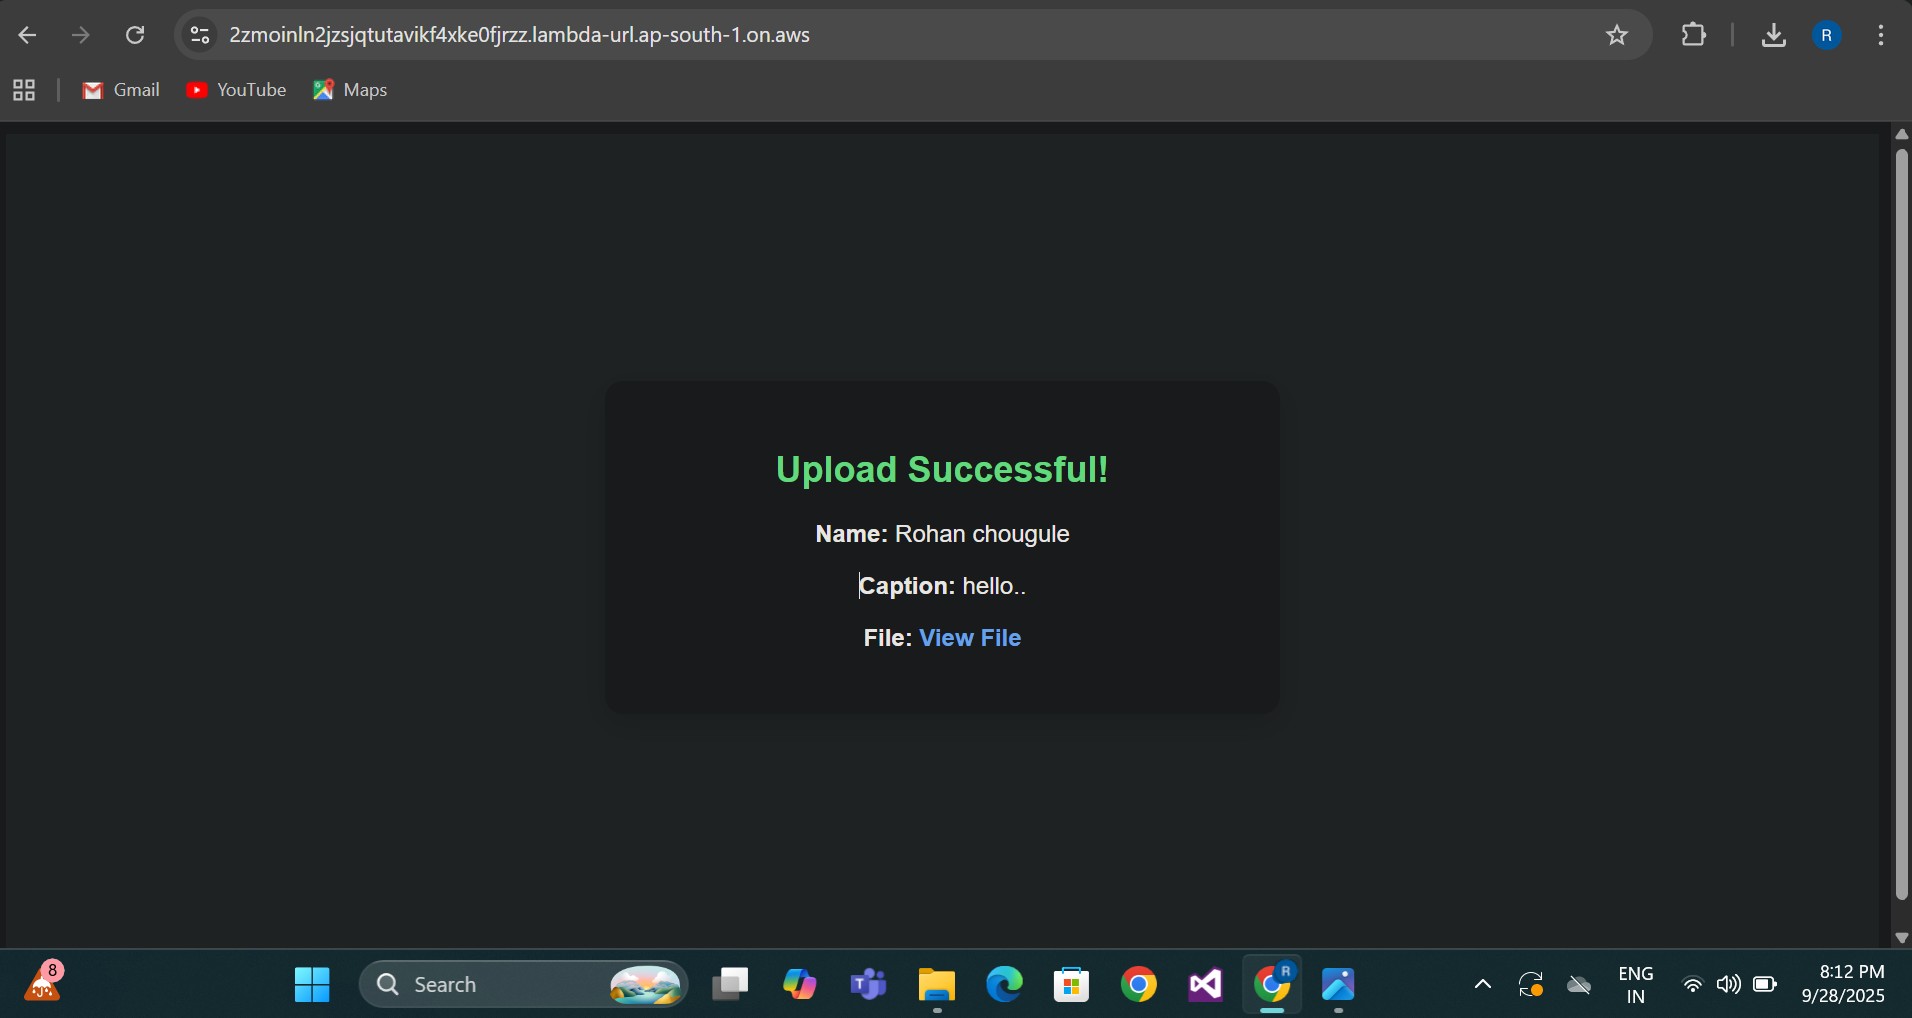 2zmoinln2jzsjqtutavikf4xke0fjrzz.lambda-url.ap-south-1.on.aws
R
Gmail
YouTube
Maps
Upload Successful!
Name: Rohan chougule
Caption: hello..
File: View File
8
Search
R
ENG
IN
8:12 PM
9/28/2025